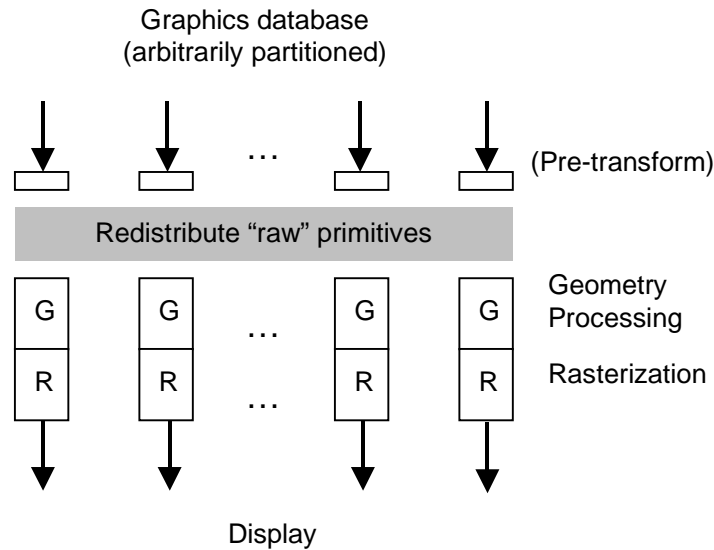 Graphics database
(arbitrarily partitioned)
...
(Pre-transform)
Redistribute “raw” primitives
G G ... G G
Geometry
Processing
R R ... R R
Rasterization
Display